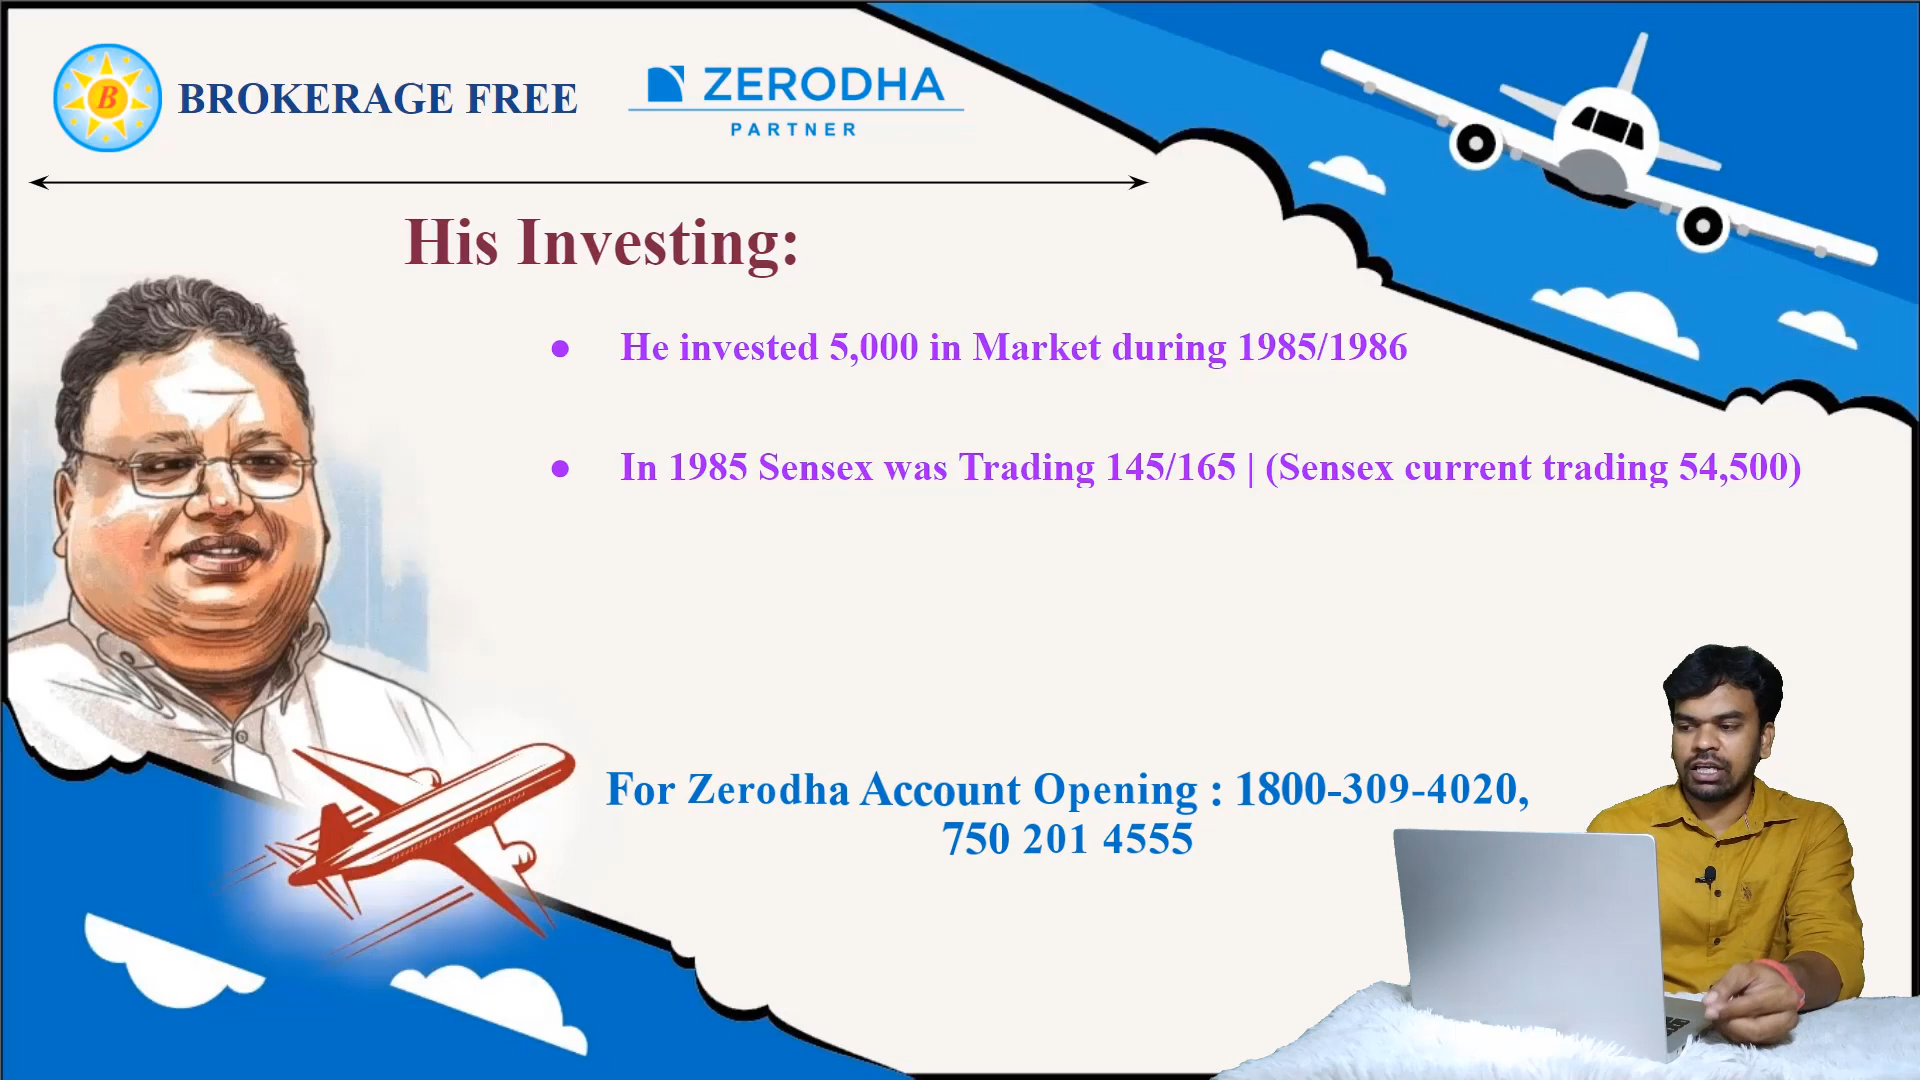 B
BROKERAGE FREE
ZERODHA
PARTNER
His Investing:
● He invested 5,000 in Market during 1985/1986
● In 1985 Sensex was Trading 145/165 | (Sensex current trading 54,500)
For Zerodha Account Opening : 1800-309-4020,
750 201 4555